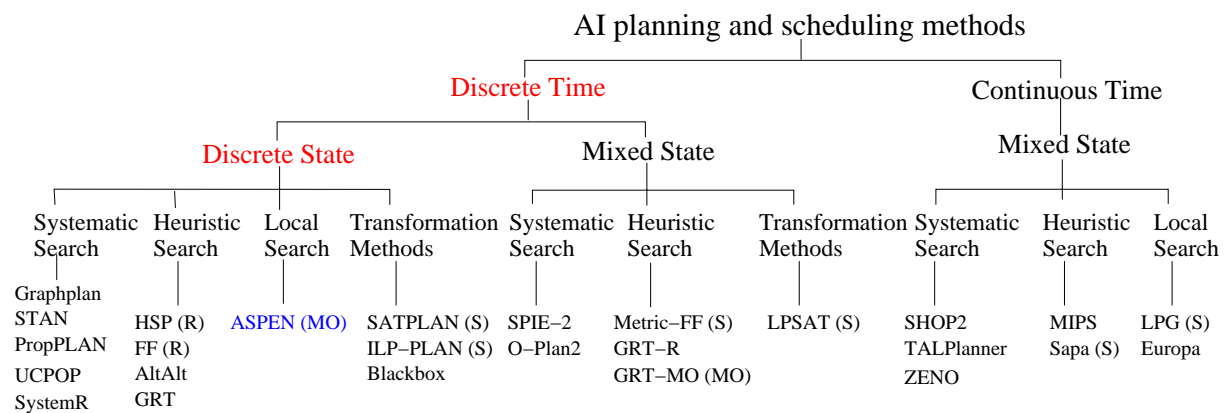 AI planning and scheduling methods
Discrete Time
Continuous Time
Discrete State
Mixed State
Mixed State
Systematic
Search
Heuristic
Search
Local
Search
Transformation
Methods
Systematic
Search
Heuristic
Search
Transformation
Methods
Systematic
Search
Heuristic
Search
Local
Search
Graphplan
STAN
PropPLAN
UCPOP
SystemR
HSP (R)
FF (R)
AltAlt
GRT
ASPEN (MO)
SATPLAN (S)
ILP−PLAN (S)
Blackbox
SPIE−2
O−Plan2
Metric−FF (S)
GRT−R
GRT−MO (MO)
LPSAT (S)
SHOP2
TALPlanner
ZENO
MIPS
Sapa (S)
LPG (S)
Europa